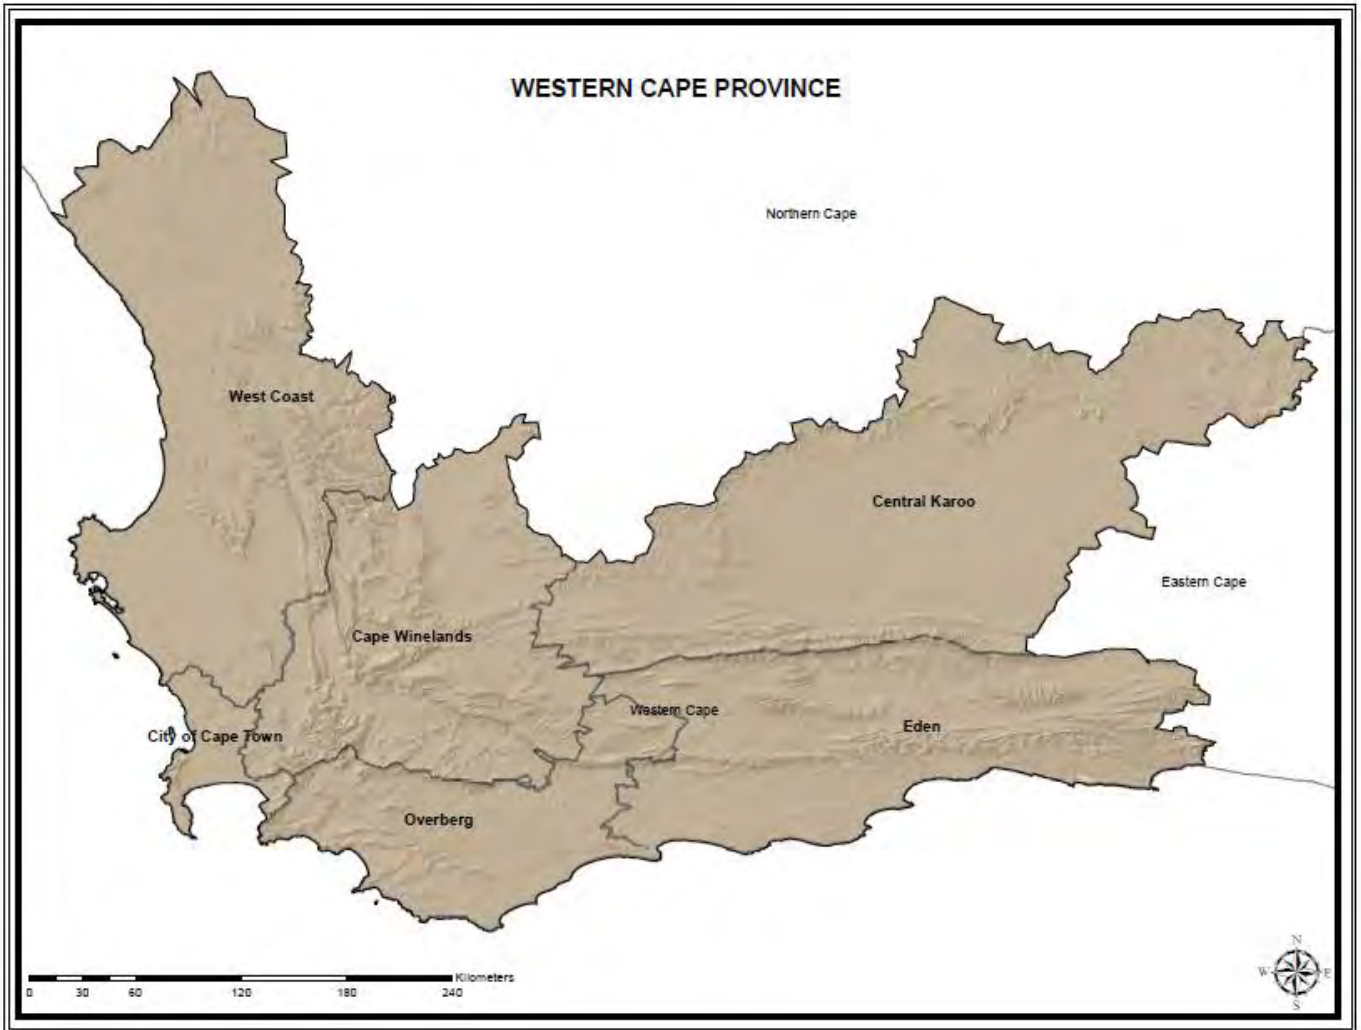 WESTERN CAPE PROVINCE
Northern Cape
West Coast
Central Karoo
Eastern Cape
Cape Winelands
Western Cape
Eden
City of Cape Town
Overberg
N
W E
S
Kilometers
0 30 60 120 180 240